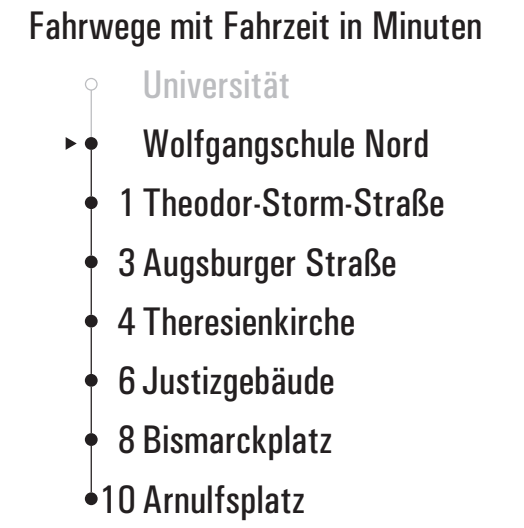 Fahrwege mit Fahrzeit in Minuten
Universität
Wolfgangschule Nord
1 Theodor-Storm-Straße
3 Augsburger Straße
4 Theresienkirche
6 Justizgebäude
8 Bismarckplatz
10 Arnulfsplatz